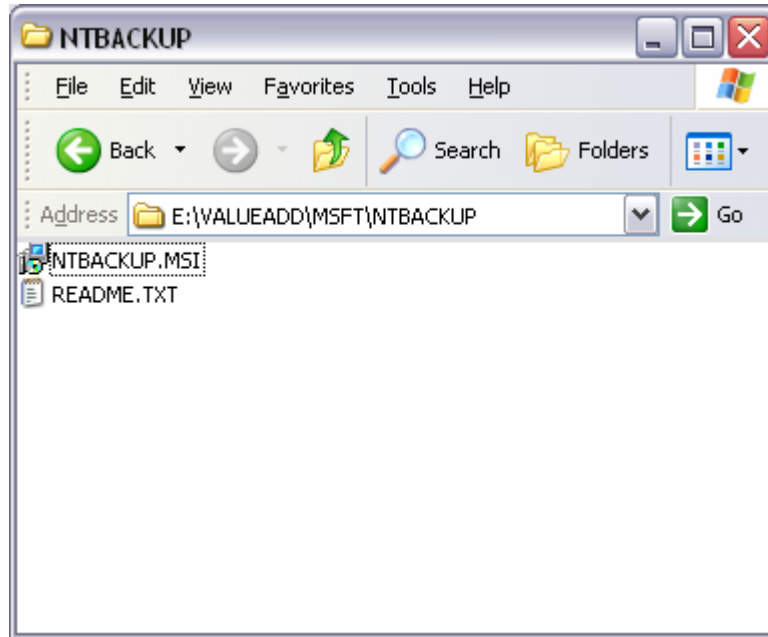 NTBACKUP
File Edit View Favorites Tools Help
Back Search Folders
Address E:\VALUEADD\MSFT\NTBACKUP Go
NTBACKUP.MSI
README.TXT